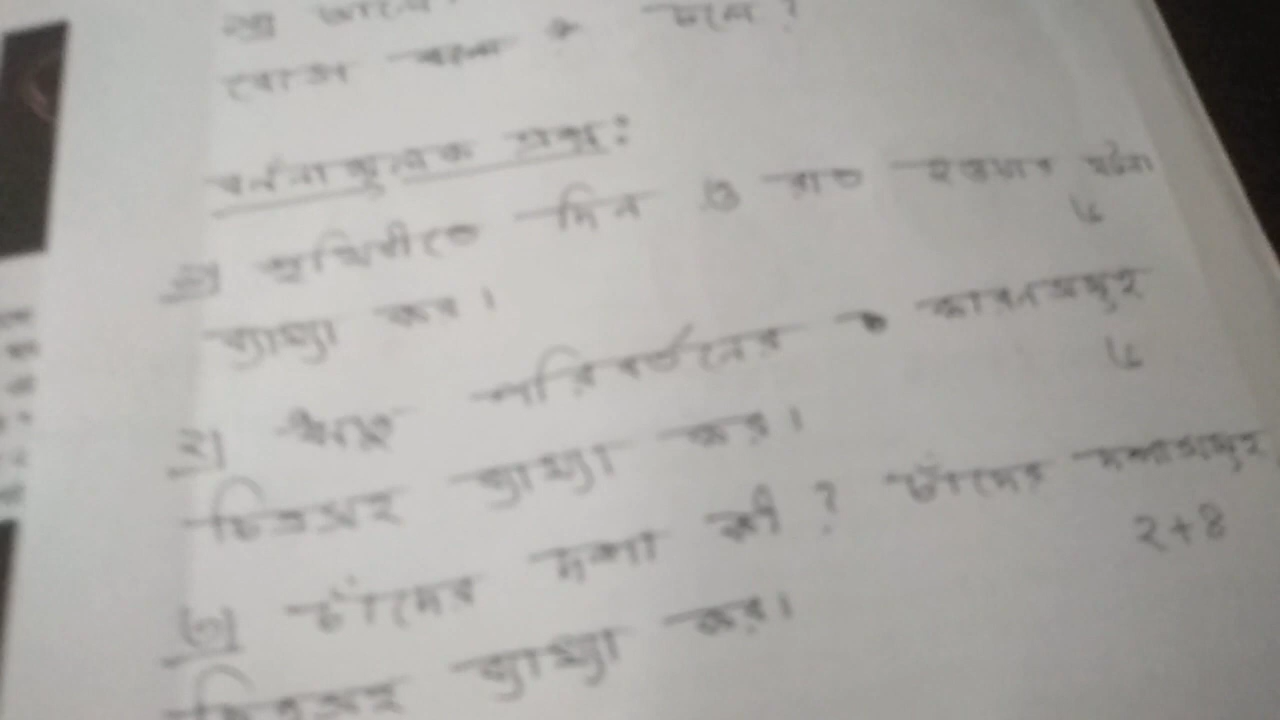 বর্ণনামূলক প্রশ্ন:
১) পৃথিবীতে দিন ও রাত হওয়ার ঘটনা
৬
ব্যাখ্যা কর।
২) ঋতু পরিবর্তনের কারণসমূহ
৬
চিত্রসহ ব্যাখ্যা কর।
৩) চাঁদের দশা কী? চাঁদের দশাসমূহ
২+৪
চিত্রসহ ব্যাখ্যা কর।